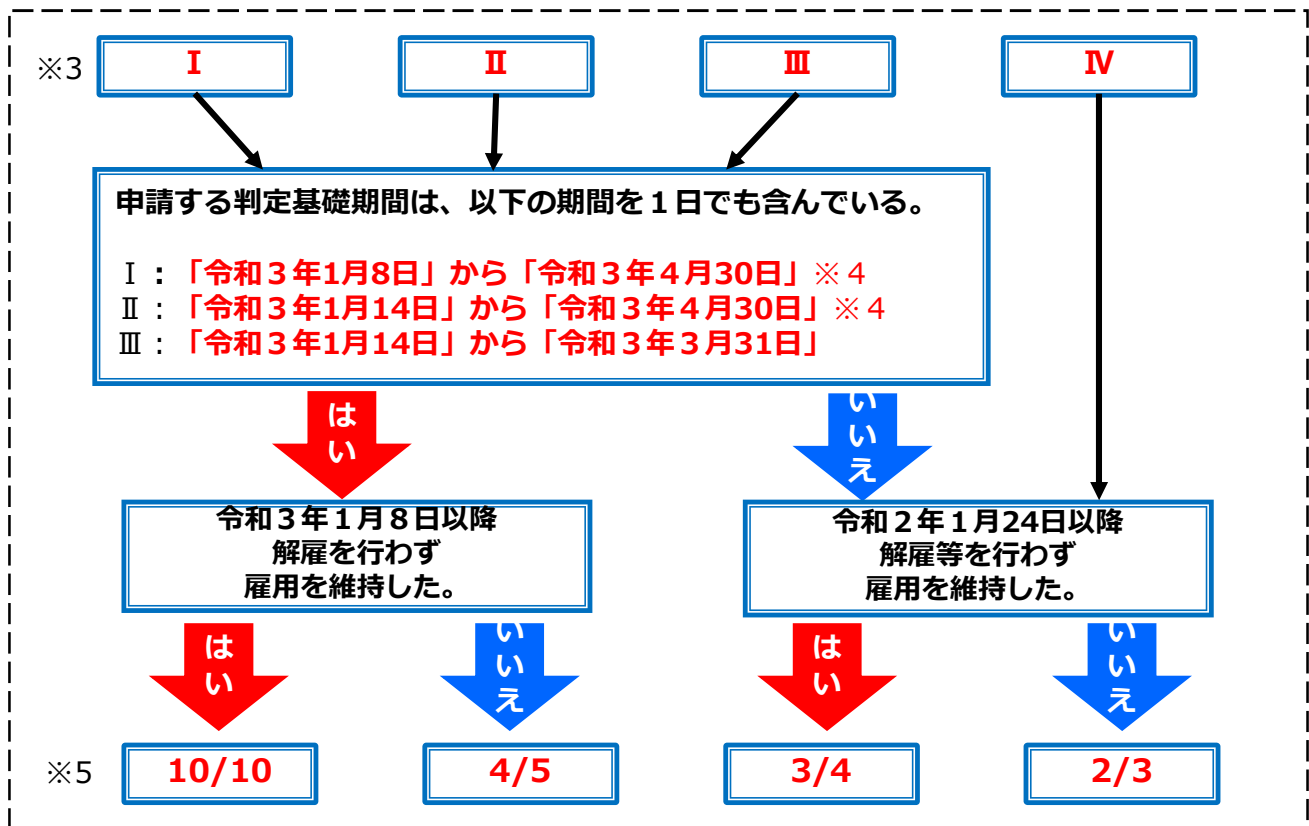 ※3
Ⅰ
Ⅱ
Ⅲ
Ⅳ
申請する判定基礎期間は、以下の期間を１日でも含んでいる。
Ⅰ：「令和３年1月8日」から「令和３年４月30日」※４
Ⅱ：「令和３年1月14日」から「令和３年４月30日」※４
Ⅲ：「令和３年1月14日」から「令和３年３月31日」
はい
いいえ
令和３年１月８日以降
解雇を行わず
雇用を維持した。
令和２年１月24日以降
解雇等を行わず
雇用を維持した。
はい
いいえ
はい
いいえ
※5
10/10
4/5
3/4
2/3